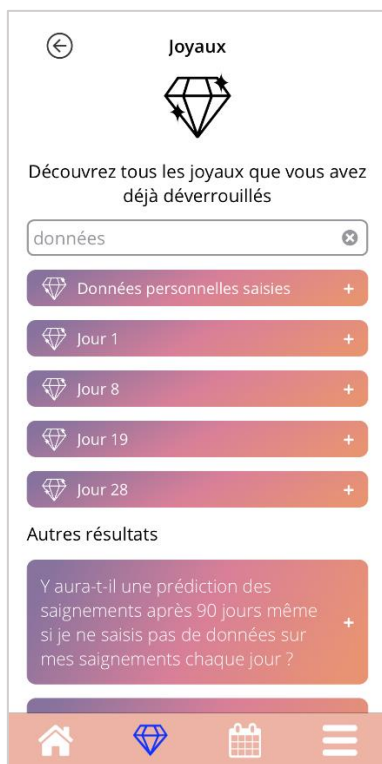 Joyaux
Découvrez tous les joyaux que vous avez
déjà déverrouillés
données
Données personnelles saisies
Jour 1
Jour 8
Jour 19
Jour 28
Autres résultats
Y aura-t-il une prédiction des
saignements après 90 jours même
si je ne saisis pas de données sur
mes saignements chaque jour ?